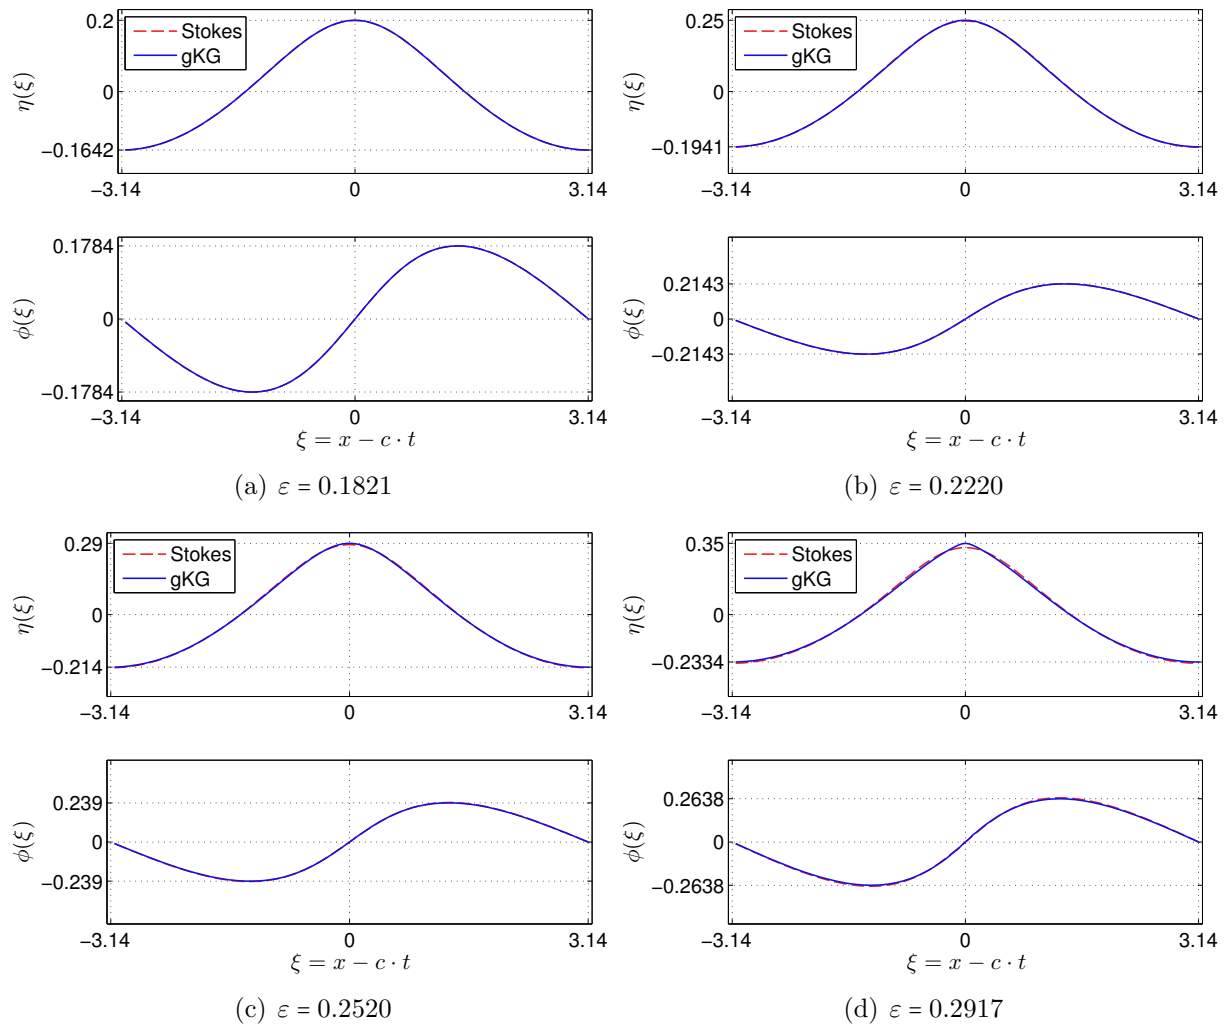 0.2
Stokes
gKG
η(ξ)
0
−0.1642
−3.14 0 3.14
0.1784
φ(ξ)
0
−0.1784
−3.14 0 3.14
ξ = x − c · t
(a) ε = 0.1821
0.25
Stokes
gKG
η(ξ)
0
−0.1941
−3.14 0 3.14
0.2143
φ(ξ)
0
−0.2143
−3.14 0 3.14
ξ = x − c · t
(b) ε = 0.2220
0.29
Stokes
gKG
η(ξ)
0
−0.214
−3.14 0 3.14
0.239
φ(ξ)
0
−0.239
−3.14 0 3.14
ξ = x − c · t
(c) ε = 0.2520
0.35
Stokes
gKG
η(ξ)
0
−0.2334
−3.14 0 3.14
0.2638
φ(ξ)
0
−0.2638
−3.14 0 3.14
ξ = x − c · t
(d) ε = 0.2917